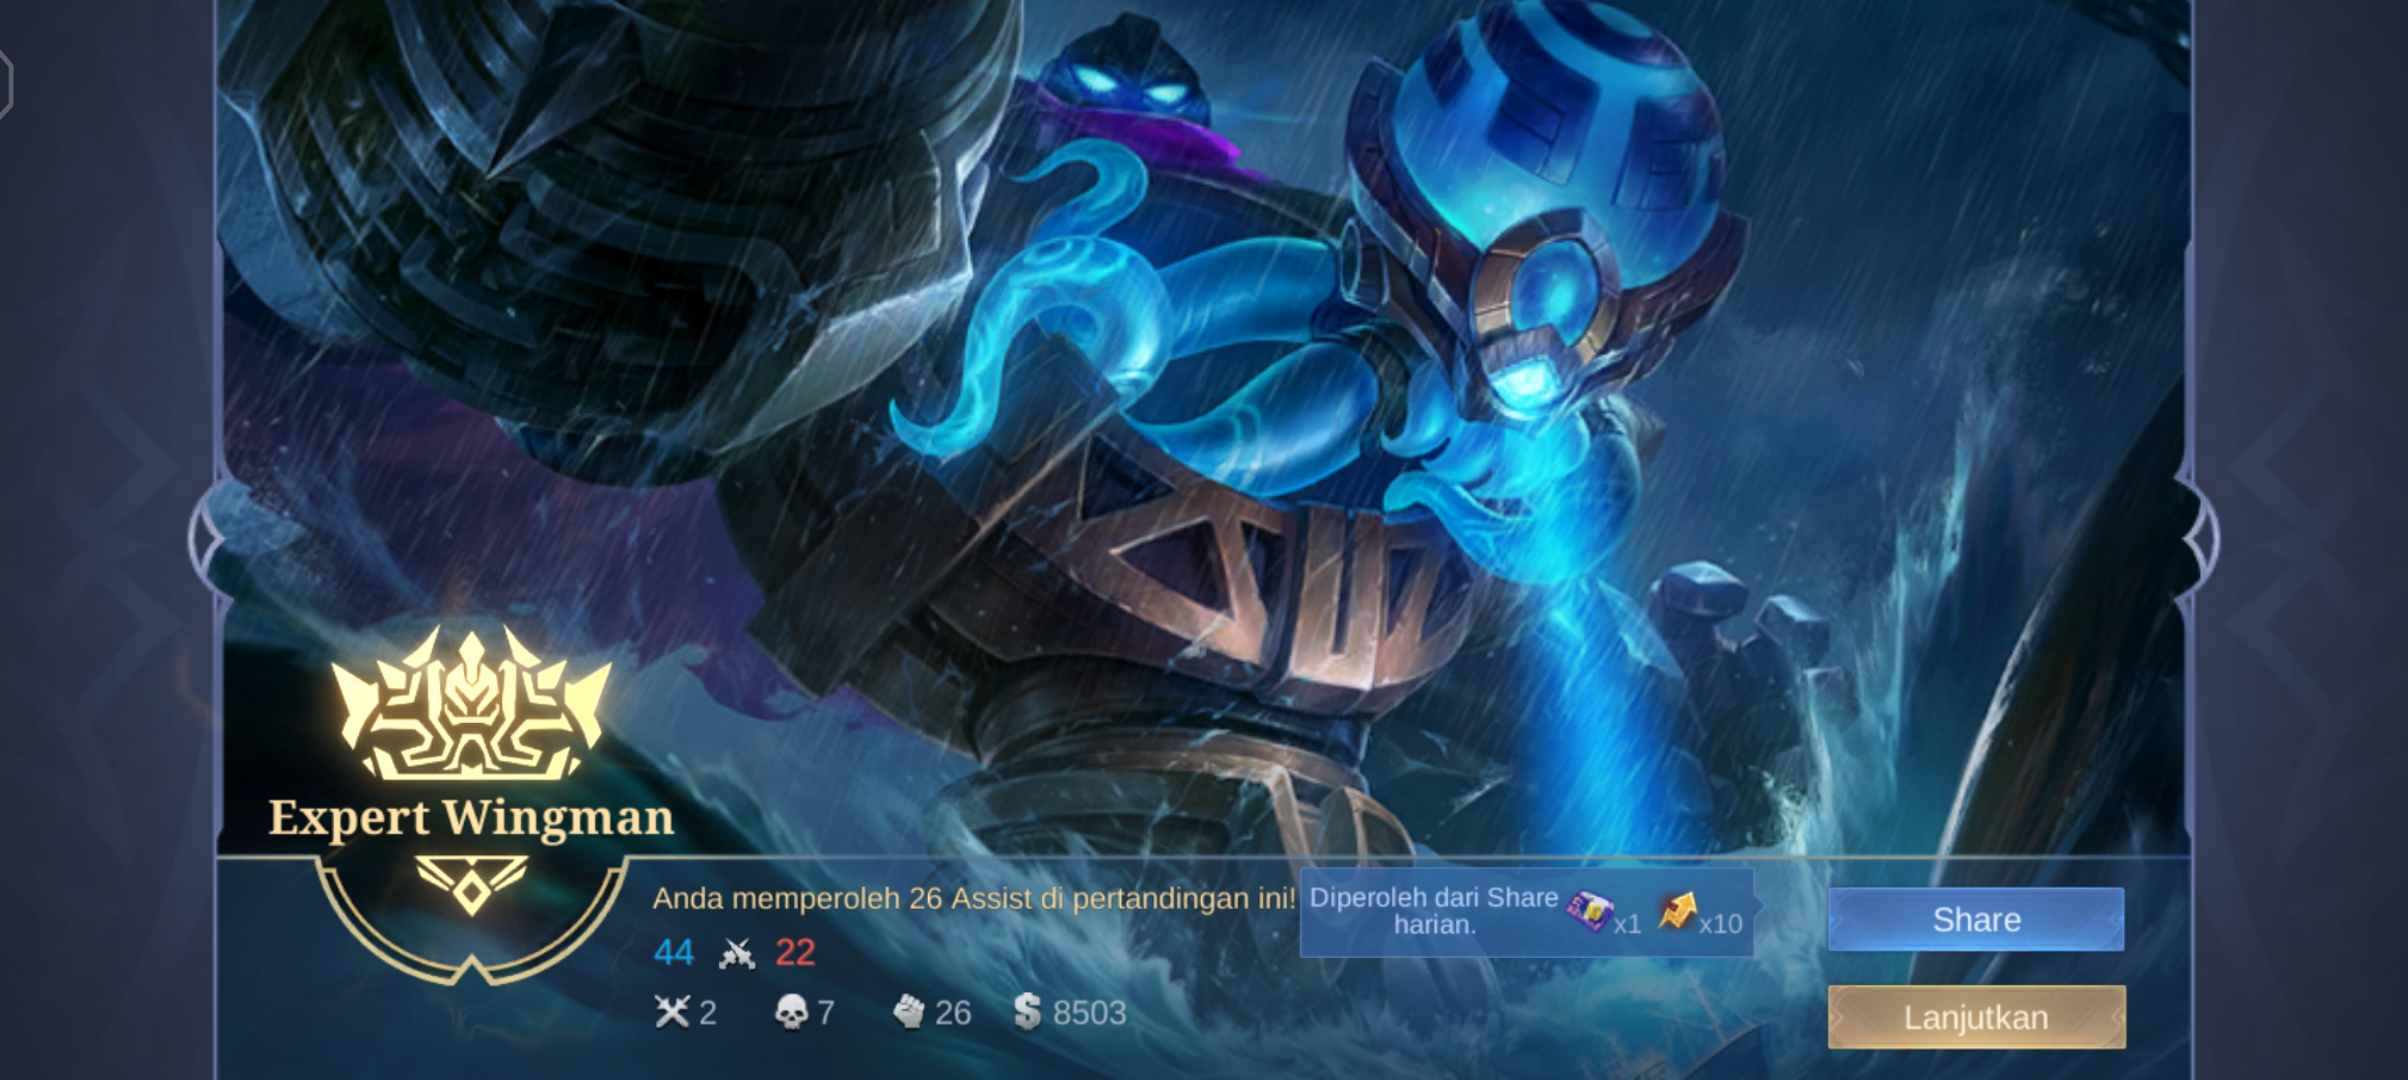 Expert Wingman
Anda memperoleh 26 Assist di pertandingan ini!
Diperoleh dari Share
harian.
x1
x10
44 22
2 7 26 8503
Share
Lanjutkan